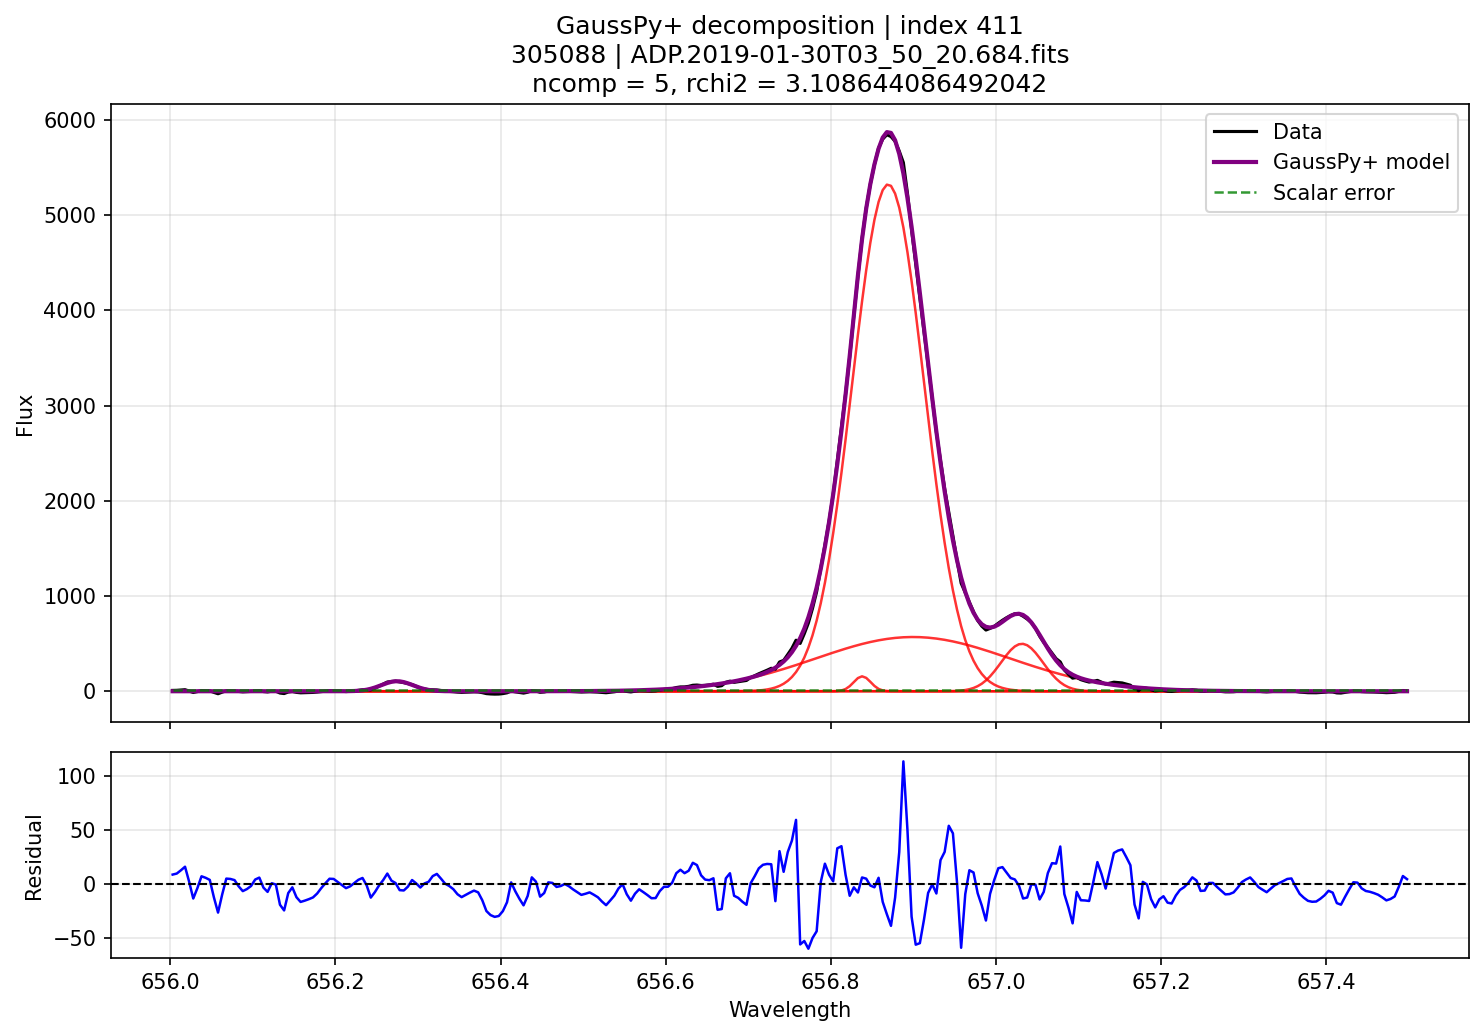 GaussPy+ decomposition | index 411
305088 | ADP.2019-01-30T03_50_20.684.fits
ncomp = 5, rchi2 = 3.108644086492042
Data
GaussPy+ model
Scalar error
Flux
6000
5000
4000
3000
2000
1000
0
Residual
100
50
0
−50
656.0 656.2 656.4 656.6 656.8 657.0 657.2 657.4
Wavelength